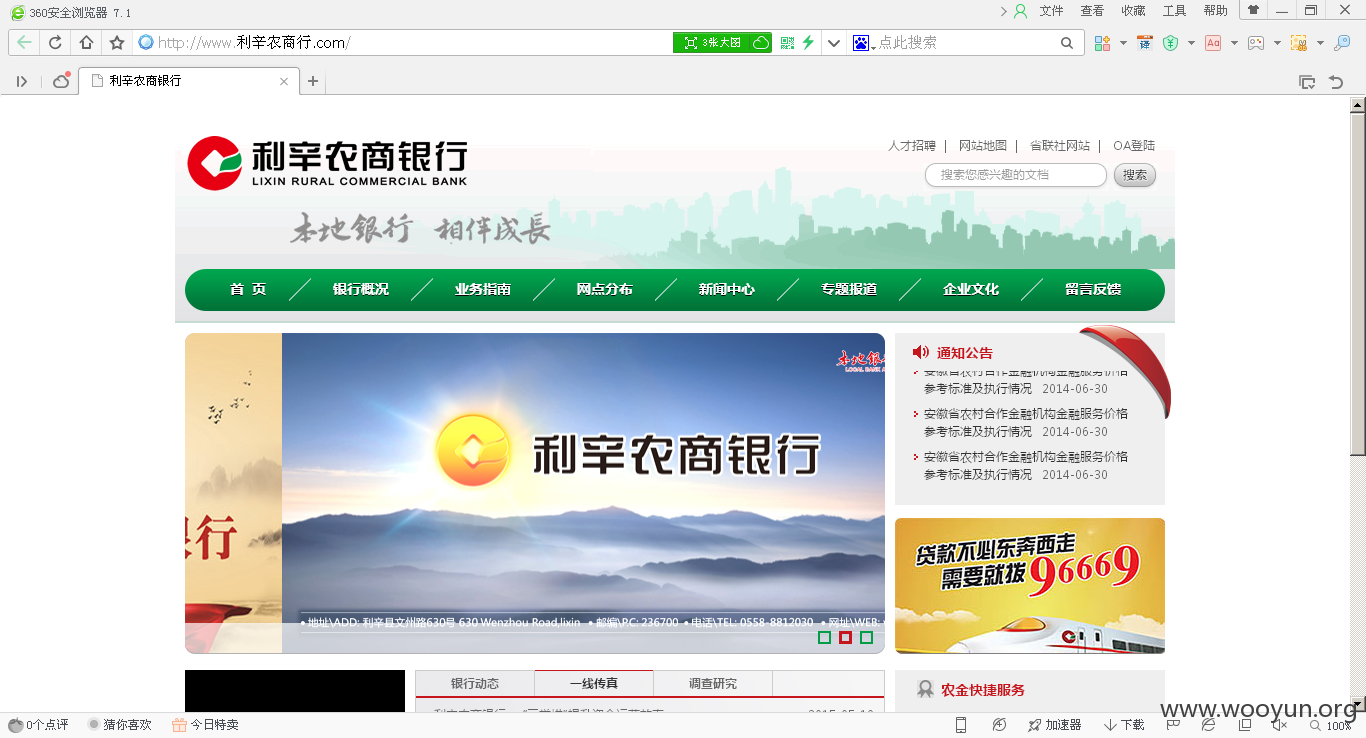 360安全浏览器 7.1
文件 查看 收藏 工具 帮助
http://www.利辛农商行.com/
3张大图
点此搜索
利辛农商行
利辛农商银行
LIXIN RURAL COMMERCIAL BANK
人才招聘 | 网站地图 | 省联社网站 | OA登陆
搜索您感兴趣的文档 搜索
本地银行 相伴成長
首 页 银行概况 业务指南 网点分布 新闻中心 专题报道 企业文化 留言反馈
银行
本地银
利辛农商银行
• 地址\ADD: 利辛县文州路630号 630 Wenzhou Road,lixin • 邮编\PC: 236700 • 电话\TEL: 0558-8812030 • 网址\WEB:
通知公告
安徽省农村合作金融机构金融服务价格
参考标准及执行情况 2014-06-30
安徽省农村合作金融机构金融服务价格
参考标准及执行情况 2014-06-30
安徽省农村合作金融机构金融服务价格
参考标准及执行情况 2014-06-30
贷款不必东奔西走
需要就拨96669
银行动态 一线传真 调查研究
农金快捷服务
www.wooyun.org
0个点评 猜你喜欢 今日特卖
加速器 下载 100%